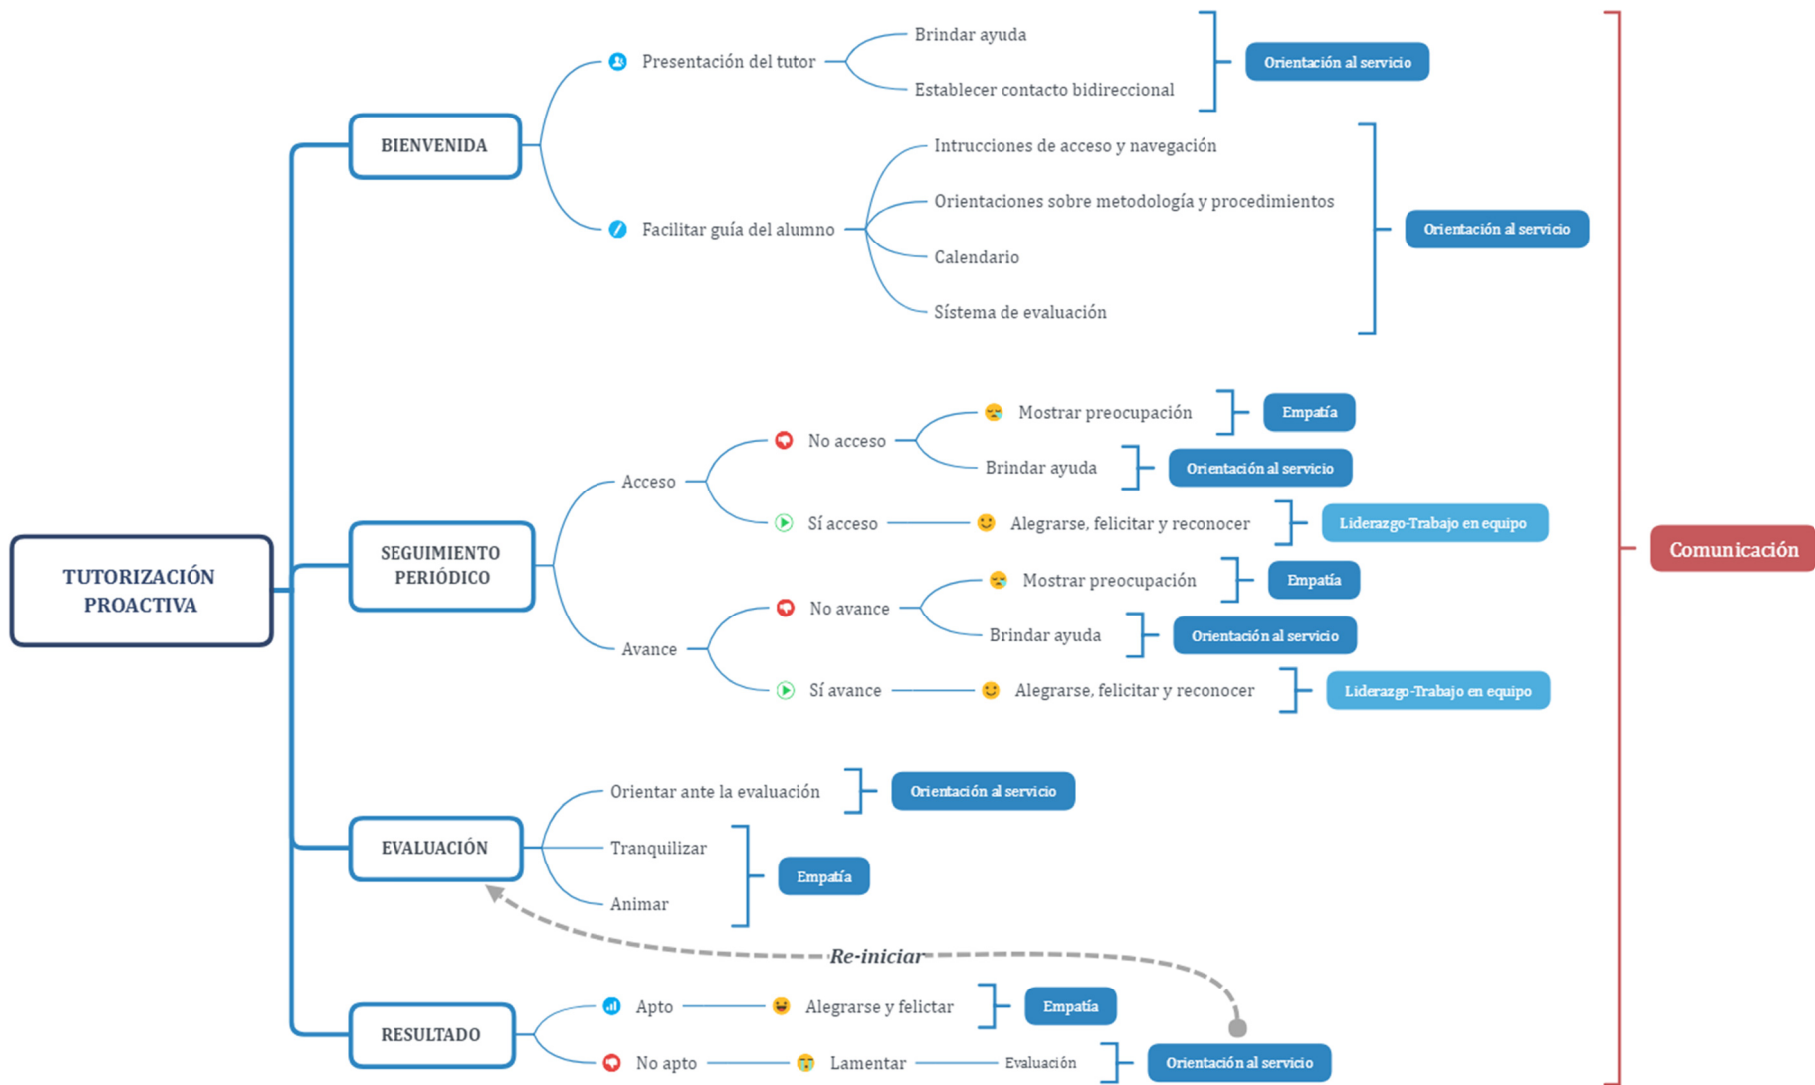 TUTORIZACIÓN
PROACTIVA
BIENVENIDA
Presentación del tutor
Brindar ayuda
Establecer contacto bidireccional
Orientación al servicio
Facilitar guía del alumno
Intrucciones de acceso y navegación
Orientaciones sobre metodología y procedimientos
Calendario
Sístema de evaluación
Orientación al servicio
SEGUIMIENTO
PERIÓDICO
Acceso
No acceso
Mostrar preocupación
Empatía
Brindar ayuda
Orientación al servicio
Sí acceso
Alegrarse, felicitar y reconocer
Liderazgo-Trabajo en equipo
Avance
No avance
Mostrar preocupación
Empatía
Brindar ayuda
Orientación al servicio
Sí avance
Alegrarse, felicitar y reconocer
Liderazgo-Trabajo en equipo
EVALUACIÓN
Orientar ante la evaluación
Orientación al servicio
Tranquilizar
Animar
Empatía
Re-iniciar
RESULTADO
Apto
Alegrarse y felictar
Empatía
No apto
Lamentar
Evaluación
Orientación al servicio
Comunicación